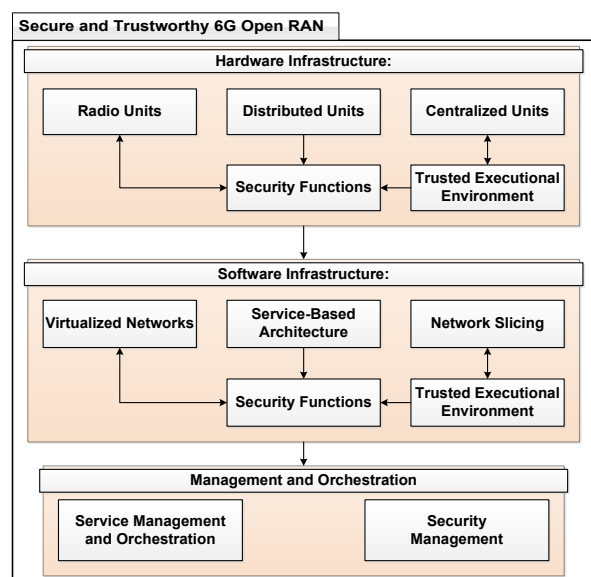 Secure and Trustworthy 6G Open RAN
Hardware Infrastructure:
Radio Units
Distributed Units
Centralized Units
Security Functions
Trusted Executional
Environment
Software Infrastructure:
Virtualized Networks
Service-Based
Architecture
Network Slicing
Security Functions
Trusted Executional
Environment
Management and Orchestration
Service Management
and Orchestration
Security
Management